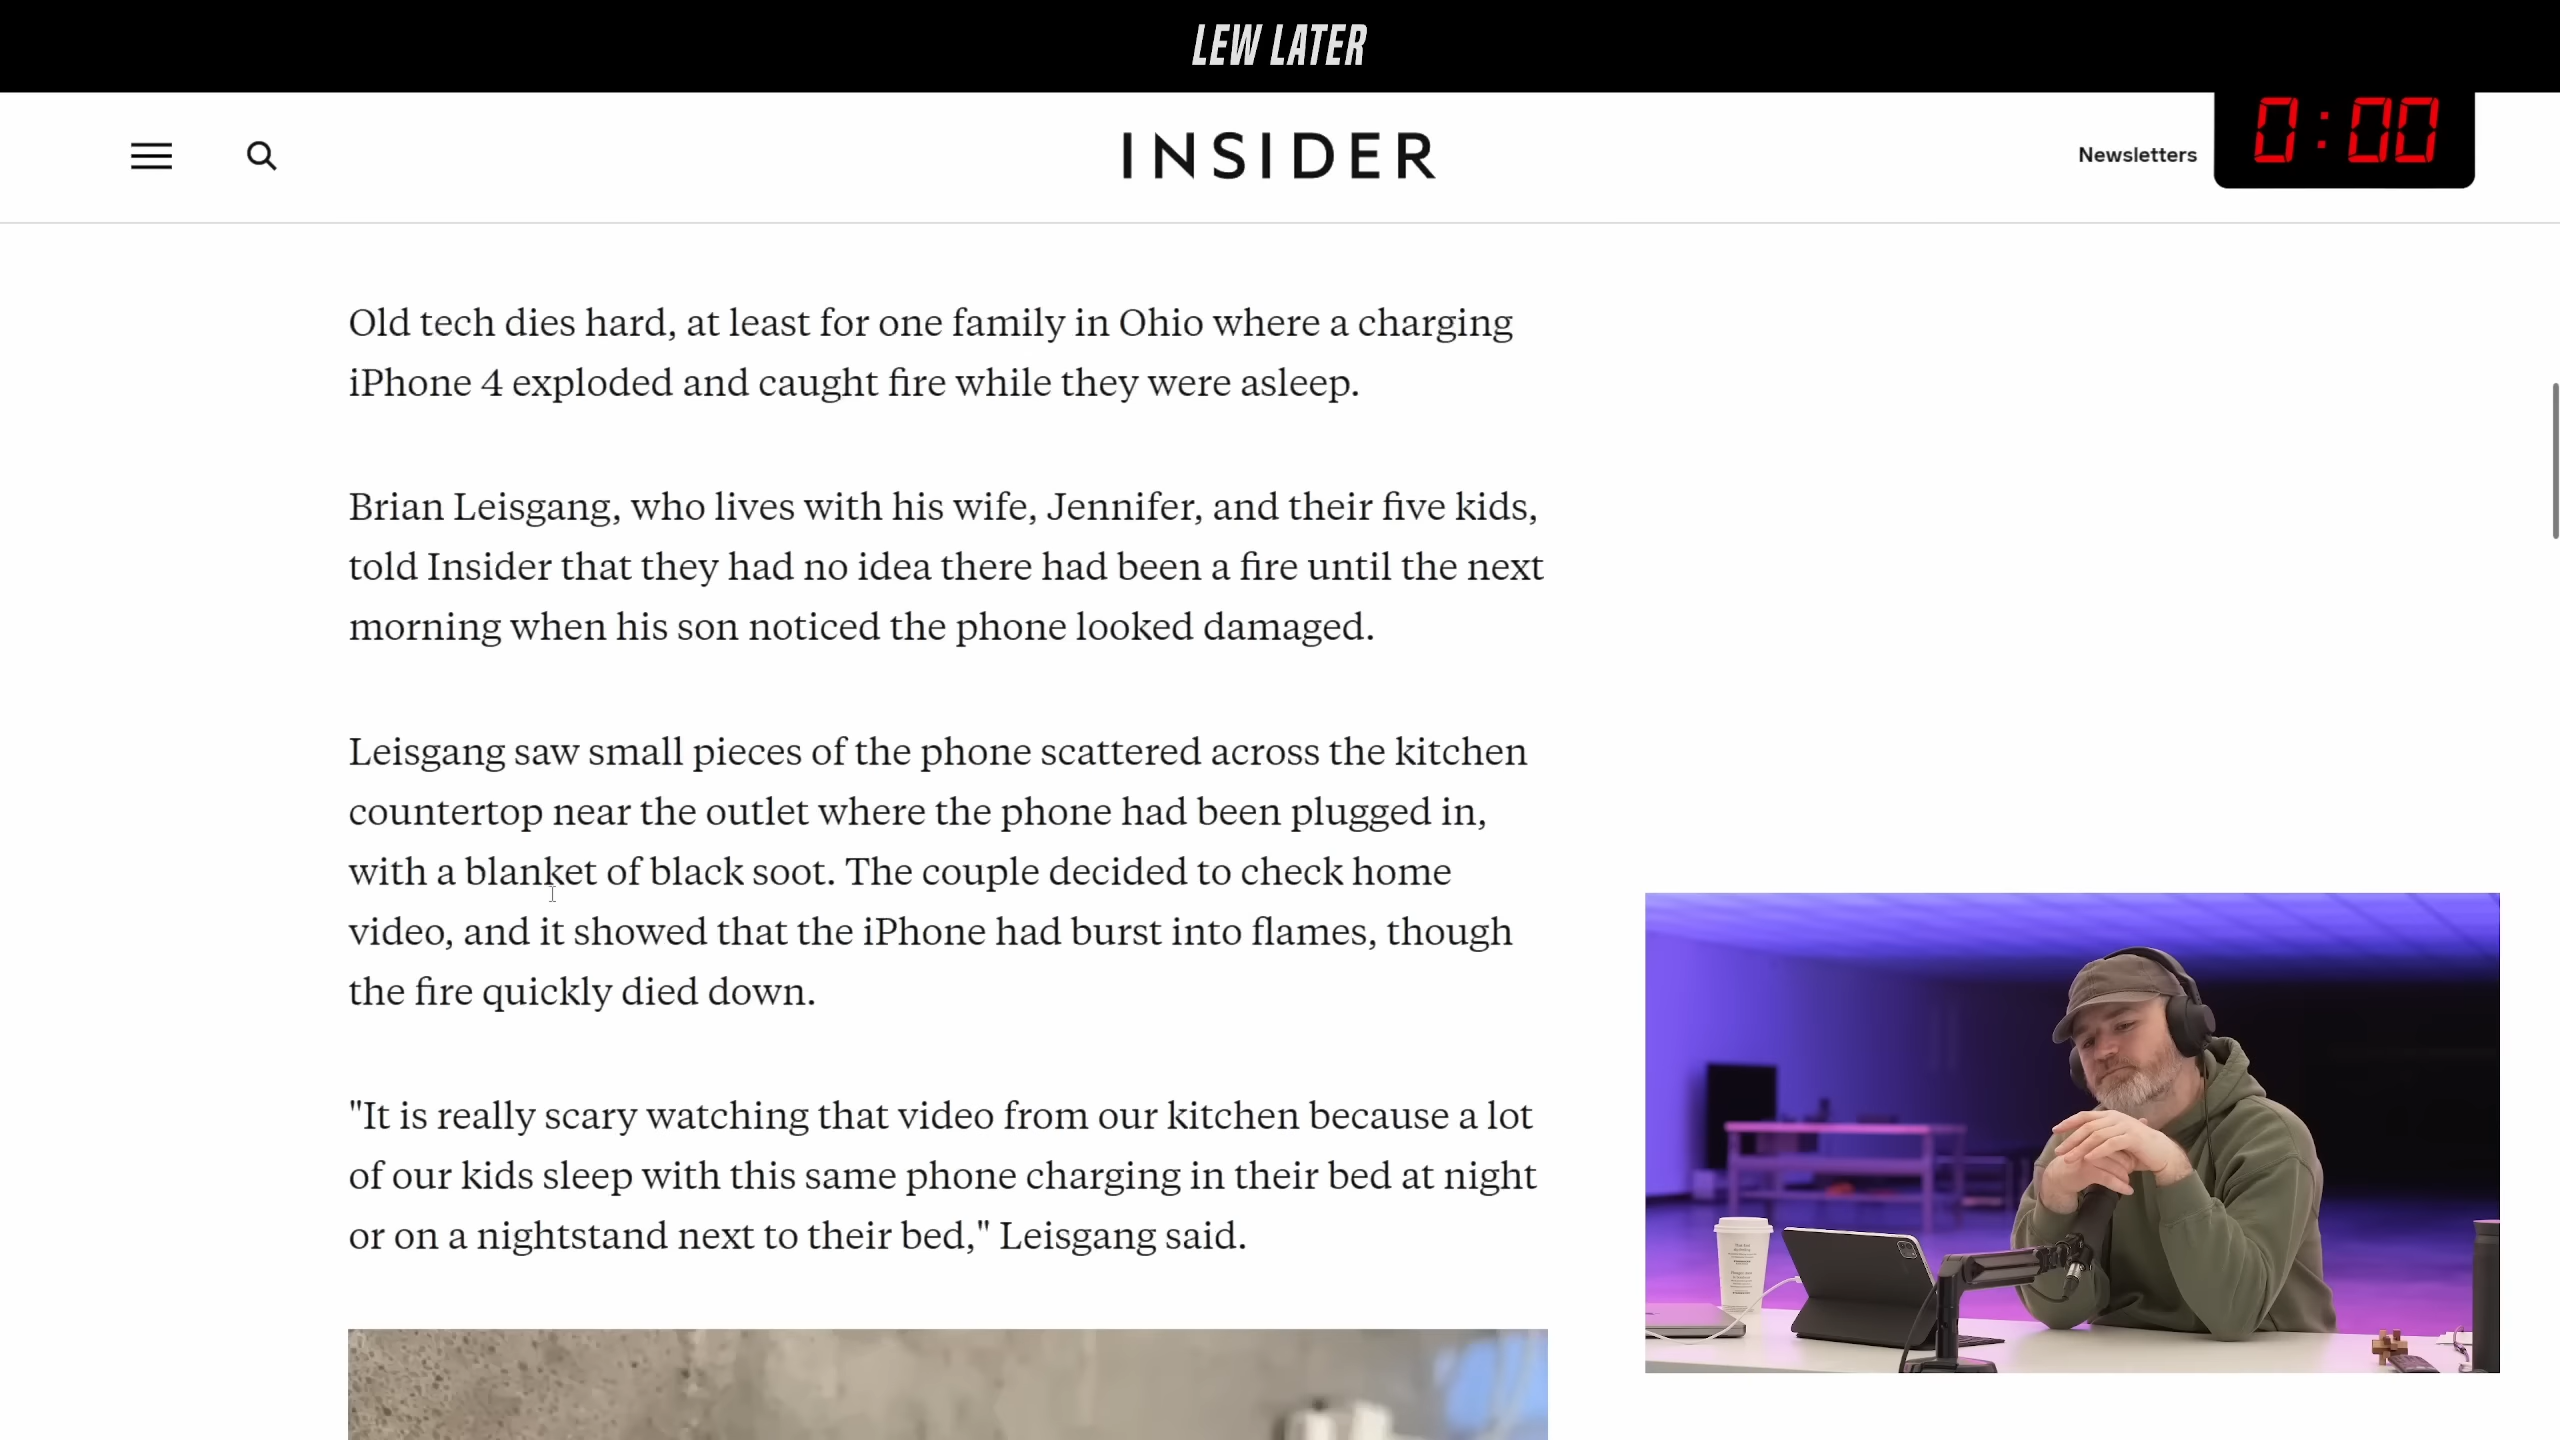 LEW LATER
INSIDER
Newsletters
0:00
Old tech dies hard, at least for one family in Ohio where a charging
iPhone 4 exploded and caught fire while they were asleep.
Brian Leisgang, who lives with his wife, Jennifer, and their five kids,
told Insider that they had no idea there had been a fire until the next
morning when his son noticed the phone looked damaged.
Leisgang saw small pieces of the phone scattered across the kitchen
countertop near the outlet where the phone had been plugged in,
with a blanket of black soot. The couple decided to check home
video, and it showed that the iPhone had burst into flames, though
the fire quickly died down.
"It is really scary watching that video from our kitchen because a lot
of our kids sleep with this same phone charging in their bed at night
or on a nightstand next to their bed," Leisgang said.